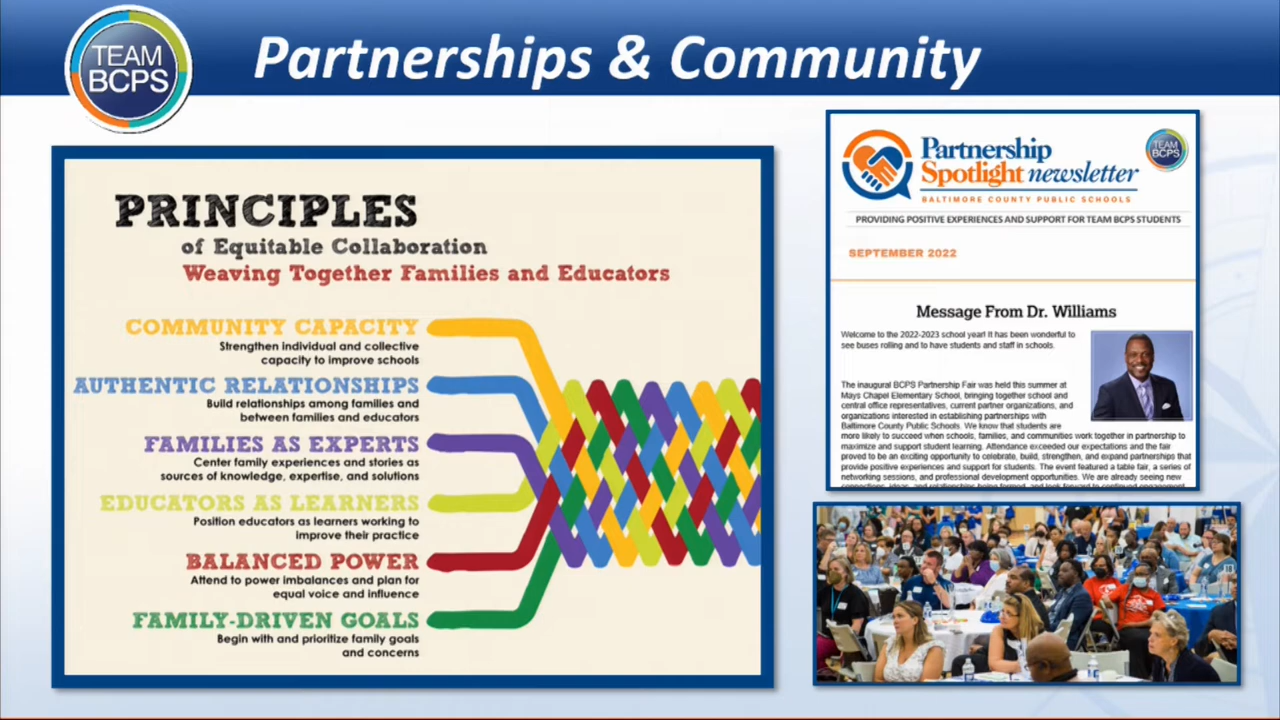 TEAM
BCPS
Partnerships & Community
PRINCIPLES
of Equitable Collaboration
Weaving Together Families and Educators
COMMUNITY CAPACITY
Strengthen individual and collective
capacity to improve schools
AUTHENTIC RELATIONSHIPS
Build relationships among families and
between families and educators
FAMILIES AS EXPERTS
Center family experiences and stories as
sources of knowledge, expertise, and solutions
EDUCATORS AS LEARNERS
Position educators as learners working to
improve their practice
BALANCED POWER
Attend to power imbalances and plan for
equal voice and influence
FAMILY-DRIVEN GOALS
Begin with and prioritize family goals
and concerns
Partnership
Spotlight newsletter
BALTIMORE COUNTY PUBLIC SCHOOLS
TEAM
BCPS
PROVIDING POSITIVE EXPERIENCES AND SUPPORT FOR TEAM BCPS STUDENTS
SEPTEMBER 2022
Message From Dr. Williams
Welcome to the 2022-2023 school year! It has been wonderful to
see buses rolling and to have students and staff in schools.
The inaugural BCPS Partnership Fair was held this summer at
Mays Chapel Elementary School, bringing together school and
central office representatives, current partner organizations, and
organizations interested in establishing partnerships with
Baltimore County Public Schools. We know that students are
more likely to succeed when schools, families, and communities work together in partnership to
maximize and support student learning. Attendance exceeded our expectations and the fair
proved to be an exciting opportunity to celebrate, build, strengthen, and expand partnerships that
provide positive experiences and support for students. The event featured a table fair, a series of
networking sessions, and professional development opportunities. We are already seeing new